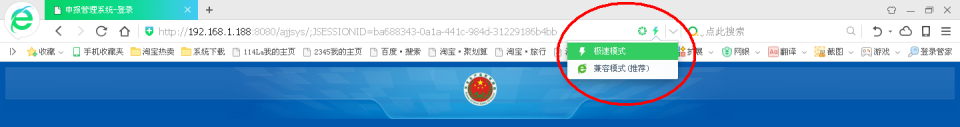 申报管理系统-登录
http://192.168.1.188:8080/ajjsys/;JSESSIONID=ba688343-0a1a-441c-984d-31229186b4bb
点此搜索
收藏 手机收藏夹 淘宝热卖 系统下载 114La我的主页 2345我的主页 百度·搜索 淘宝·聚划算 淘宝·旅行 扩展 网银 翻译 截图 游戏 登录管家
极速模式
兼容模式(推荐)